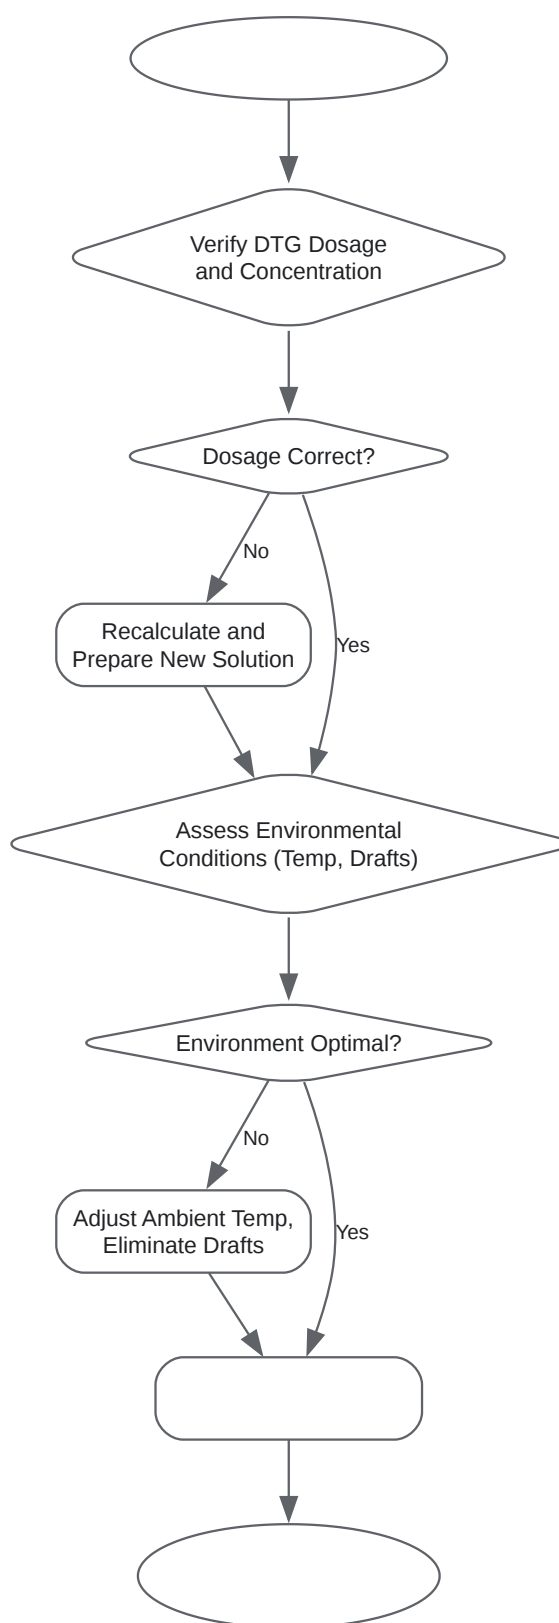 Verify DTG Dosage
and Concentration
Dosage Correct?
No
Recalculate and
Prepare New Solution
Yes
Assess Environmental
Conditions (Temp, Drafts)
Environment Optimal?
No
Adjust Ambient Temp,
Eliminate Drafts
Yes